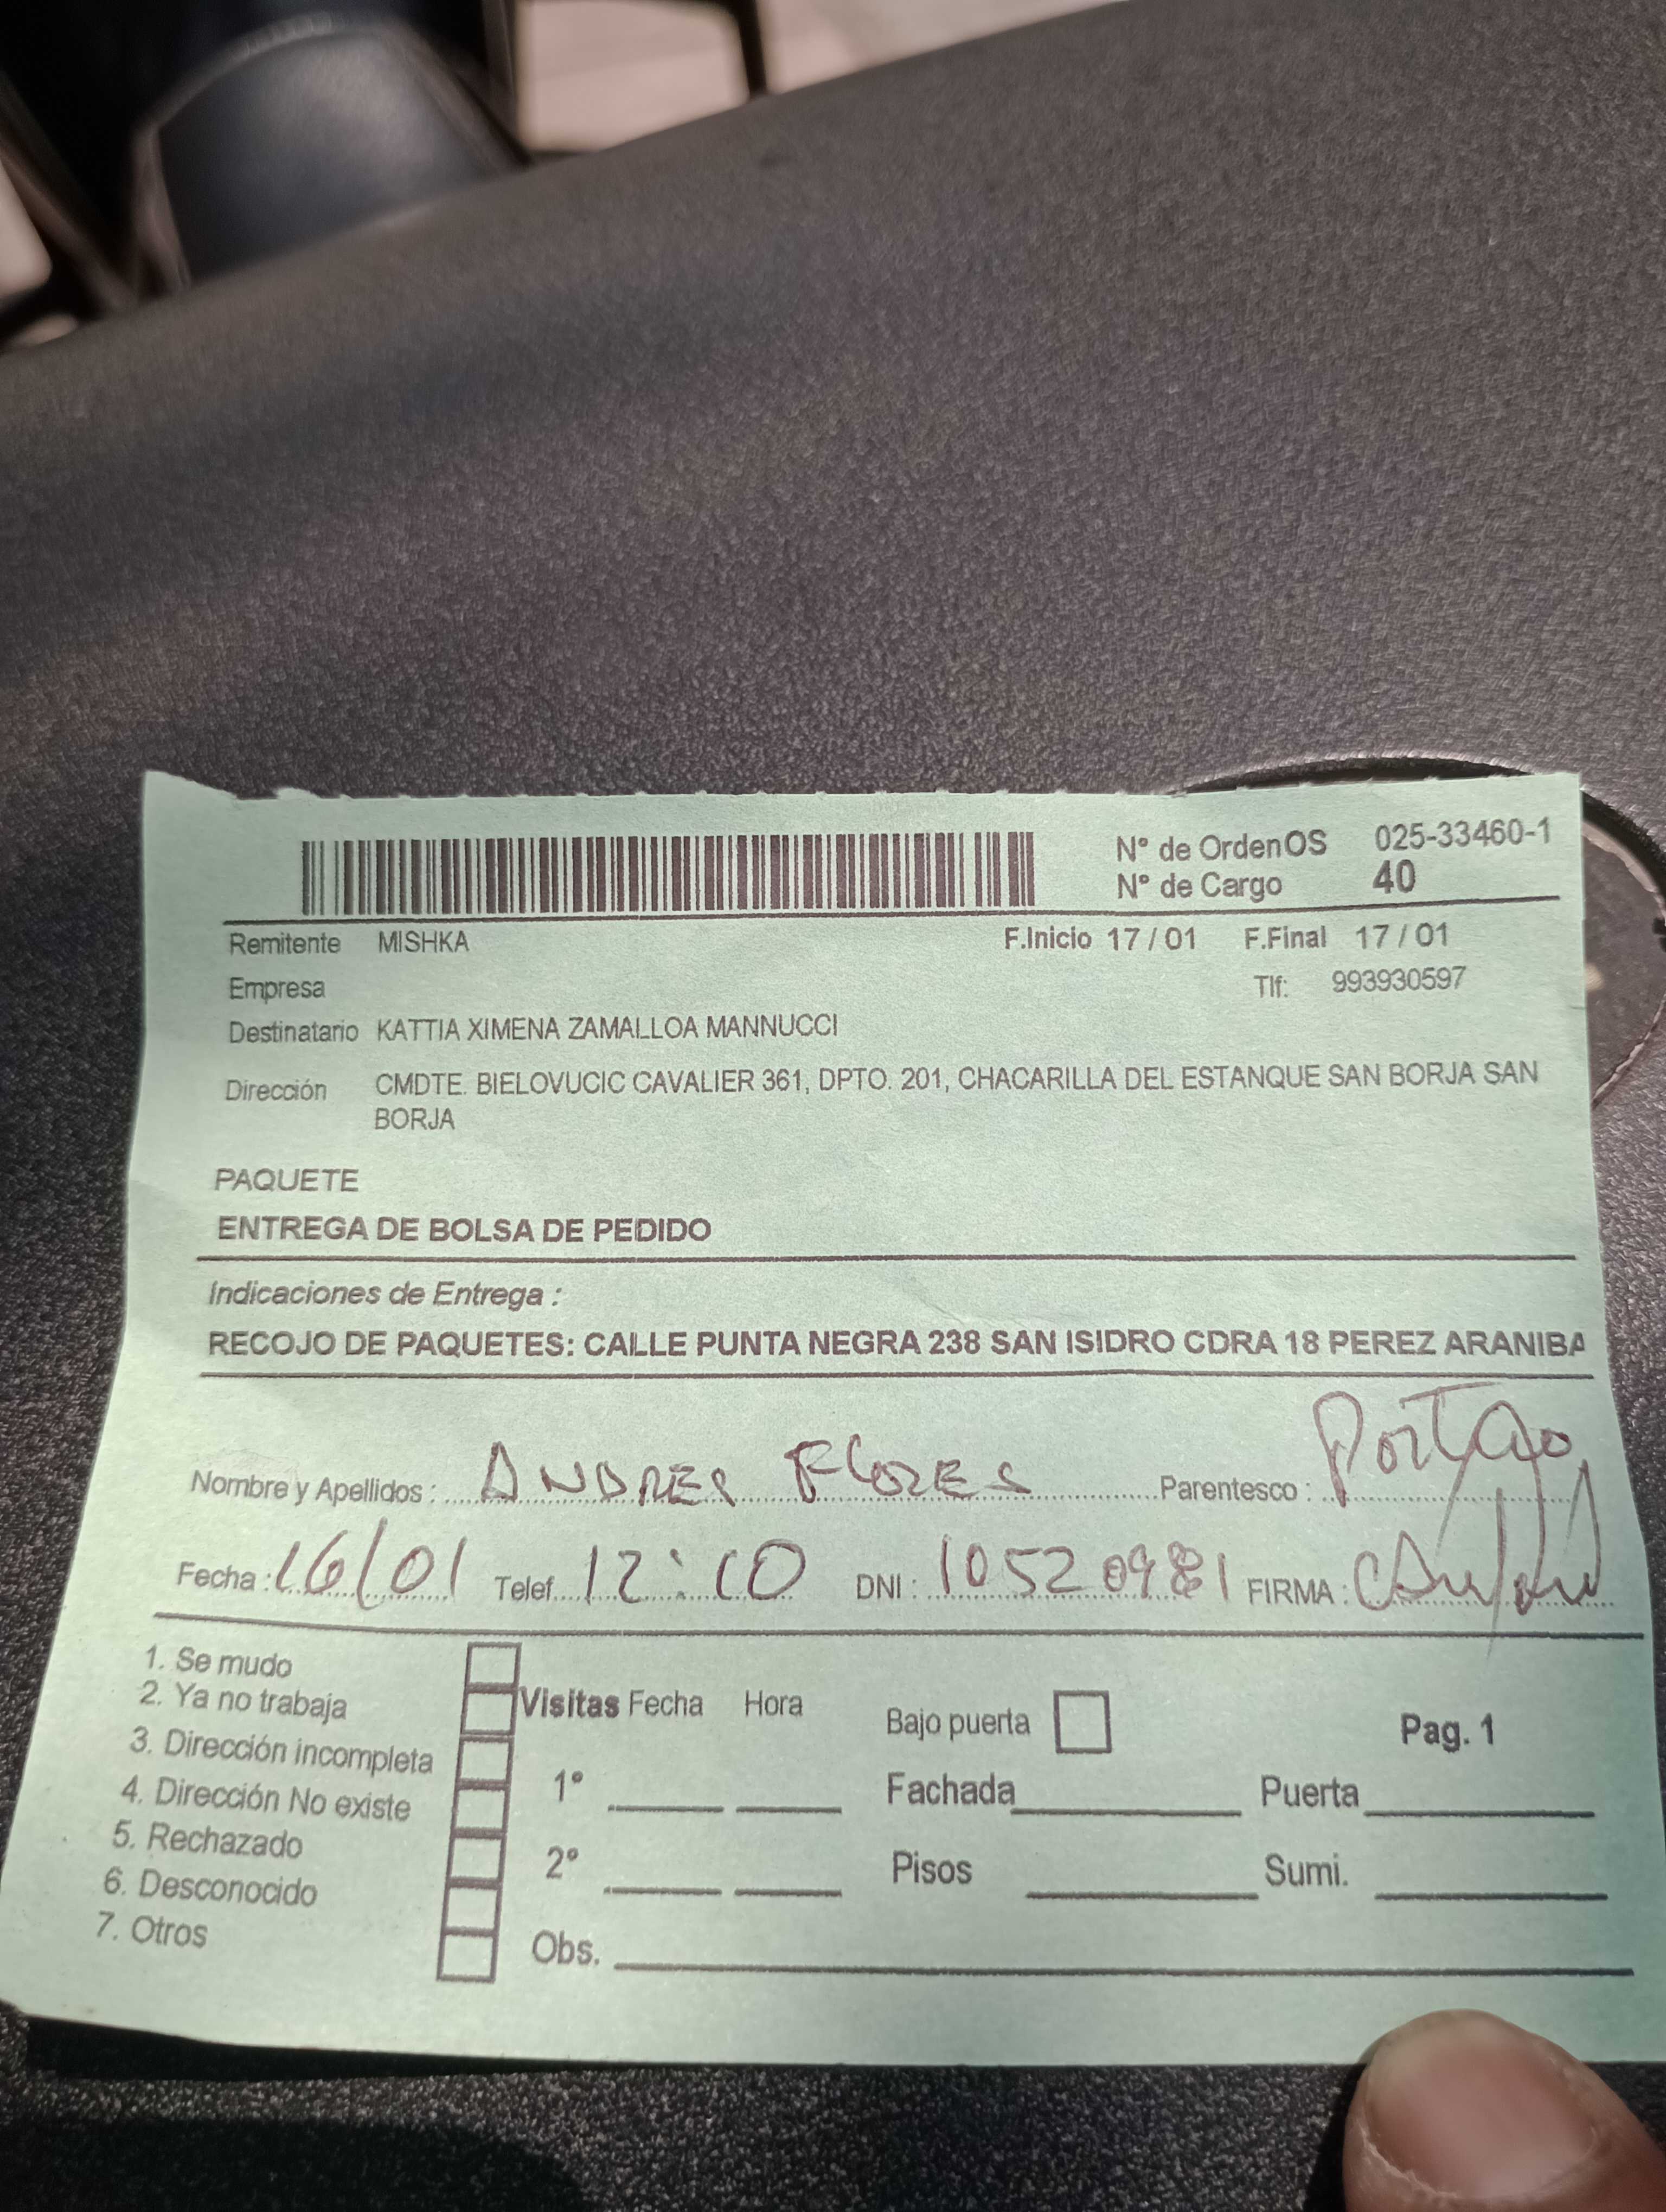 N° de OrdenOS 025-33460-1
N° de Cargo 40
Remitente MISHKA F.Inicio 17 / 01 F.Final 17 / 01
Empresa Tlf: 993930597
Destinatario KATTIA XIMENA ZAMALLOA MANNUCCI
Dirección CMDTE. BIELOVUCIC CAVALIER 361, DPTO. 201, CHACARILLA DEL ESTANQUE SAN BORJA SAN
BORJA
PAQUETE
ENTREGA DE BOLSA DE PEDIDO
Indicaciones de Entrega :
RECOJO DE PAQUETES: CALLE PUNTA NEGRA 238 SAN ISIDRO CDRA 18 PEREZ ARANIBA
Nombre y Apellidos : ANDRES FLORES Parentesco :
Fecha : 16/01 Telef. 12:10 DNI : FIRMA :
1. Se mudo
2. Ya no trabaja
3. Dirección incompleta
4. Dirección No existe
5. Rechazado
6. Desconocido
7. Otros
Visitas Fecha Hora Bajo puerta Pag. 1
1° Fachada Puerta
2° Pisos Sumi.
Obs.